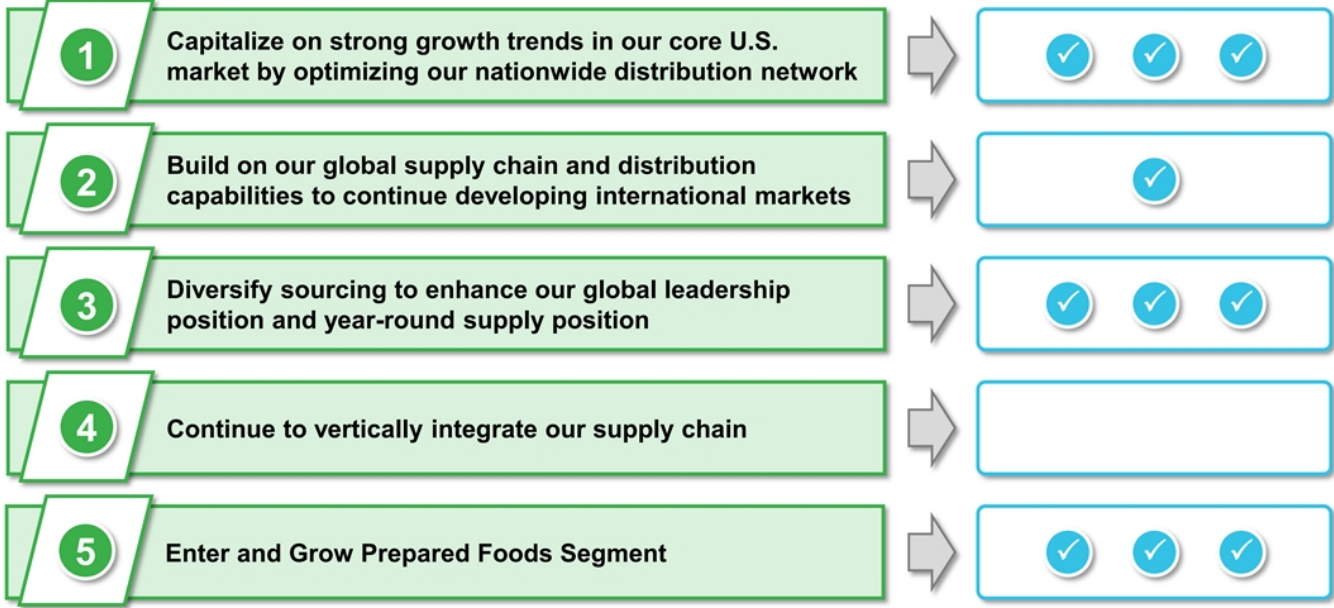 1
Capitalize on strong growth trends in our core U.S.
market by optimizing our nationwide distribution network
2
Build on our global supply chain and distribution
capabilities to continue developing international markets
3
Diversify sourcing to enhance our global leadership
position and year-round supply position
4
Continue to vertically integrate our supply chain
5
Enter and Grow Prepared Foods Segment